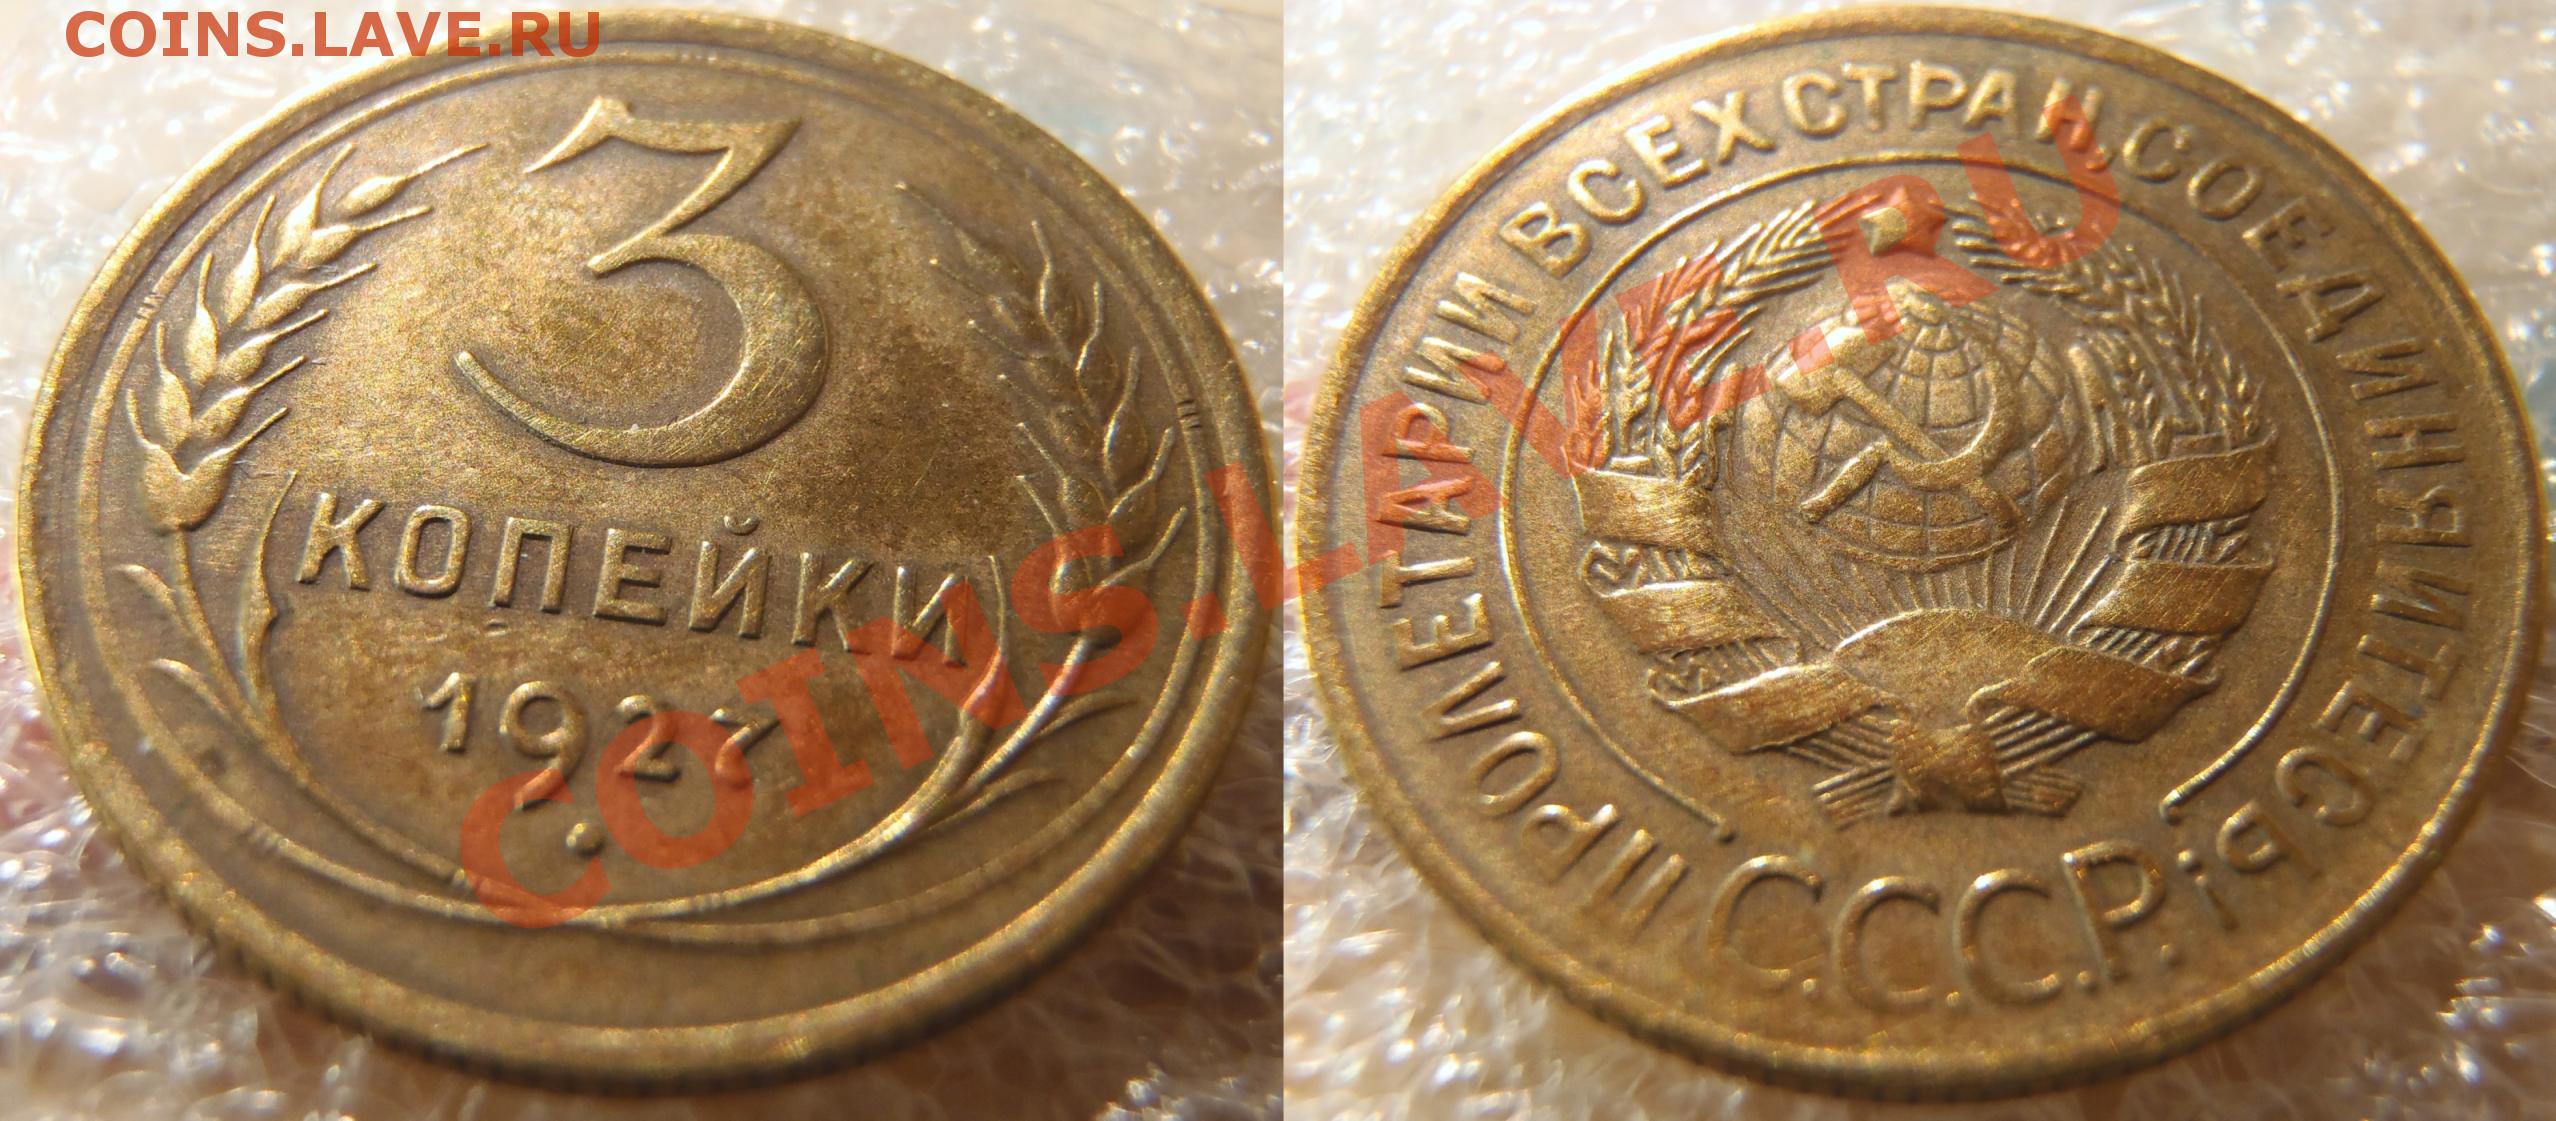 COINS.LAVE.RU
3
КОПЕЙКИ
1927
ПРОЛЕТАРИИ ВСЕХ СТРАН, СОЕДИНЯЙТЕСЬ!
С.С.С.Р.
COINS.LAVE.RU